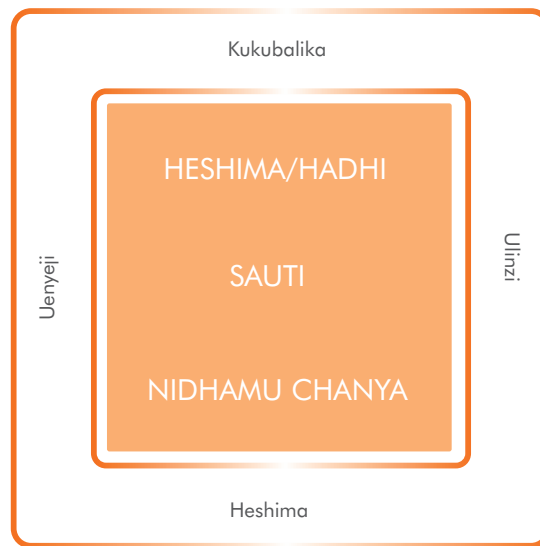 Kukubalika
HESHIMA/HADHI
Uenyeji
SAUTI
Ulinzi
NIDHAMU CHANYA
Heshima